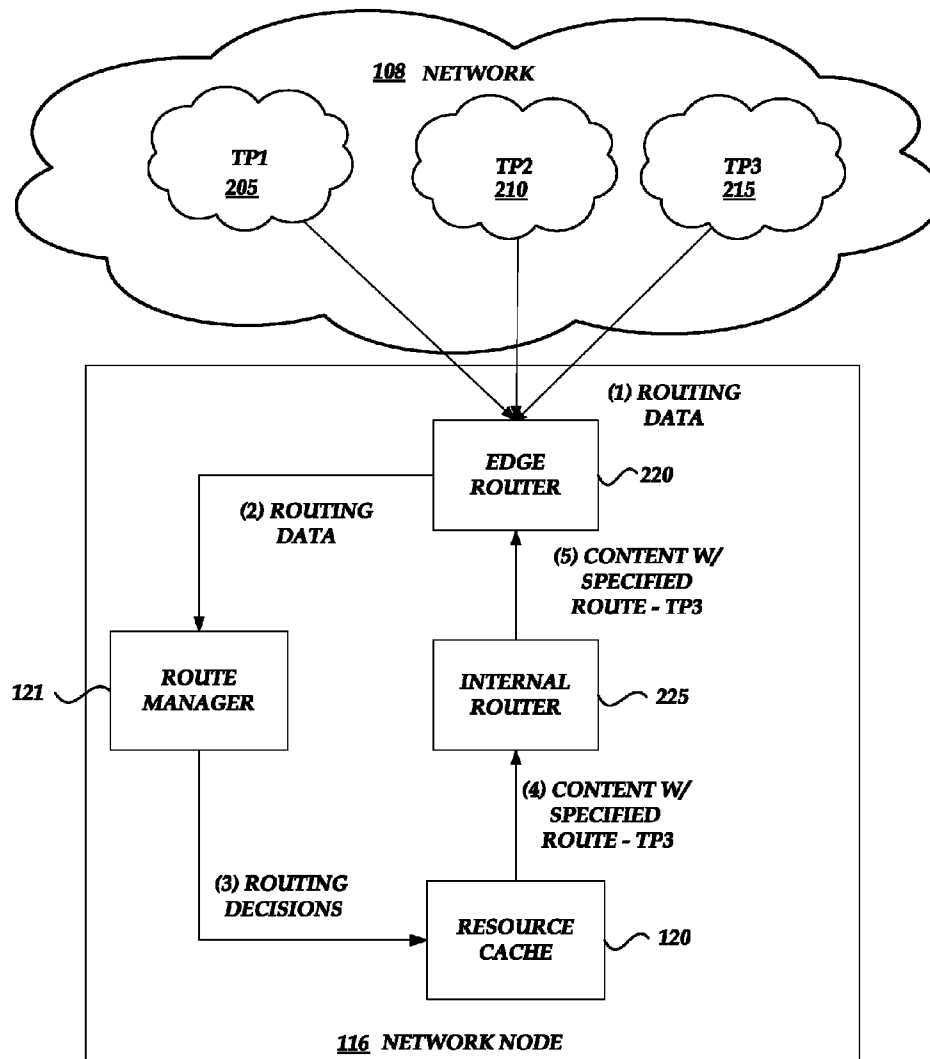 108 NETWORK
TP1
205
TP2
210
TP3
215
(1) ROUTING
DATA
EDGE
ROUTER
220
(2) ROUTING
DATA
(5) CONTENT W/
SPECIFIED
ROUTE - TP3
121
ROUTE
MANAGER
INTERNAL
ROUTER
225
(4) CONTENT W/
SPECIFIED
ROUTE - TP3
(3) ROUTING
DECISIONS
RESOURCE
CACHE
120
116 NETWORK NODE